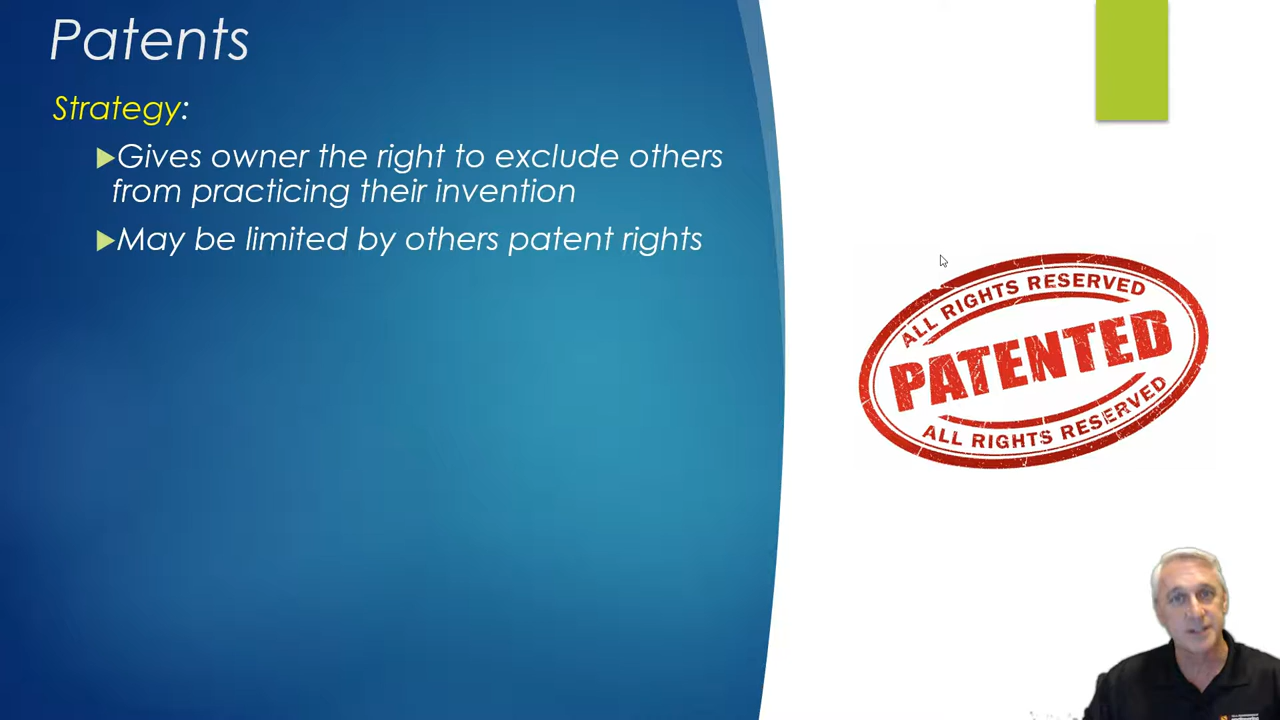 Patents
Strategy:
Gives owner the right to exclude others
from practicing their invention
May be limited by others patent rights
ALL RIGHTS RESERVED
PATENTED
ALL RIGHTS RESERVED